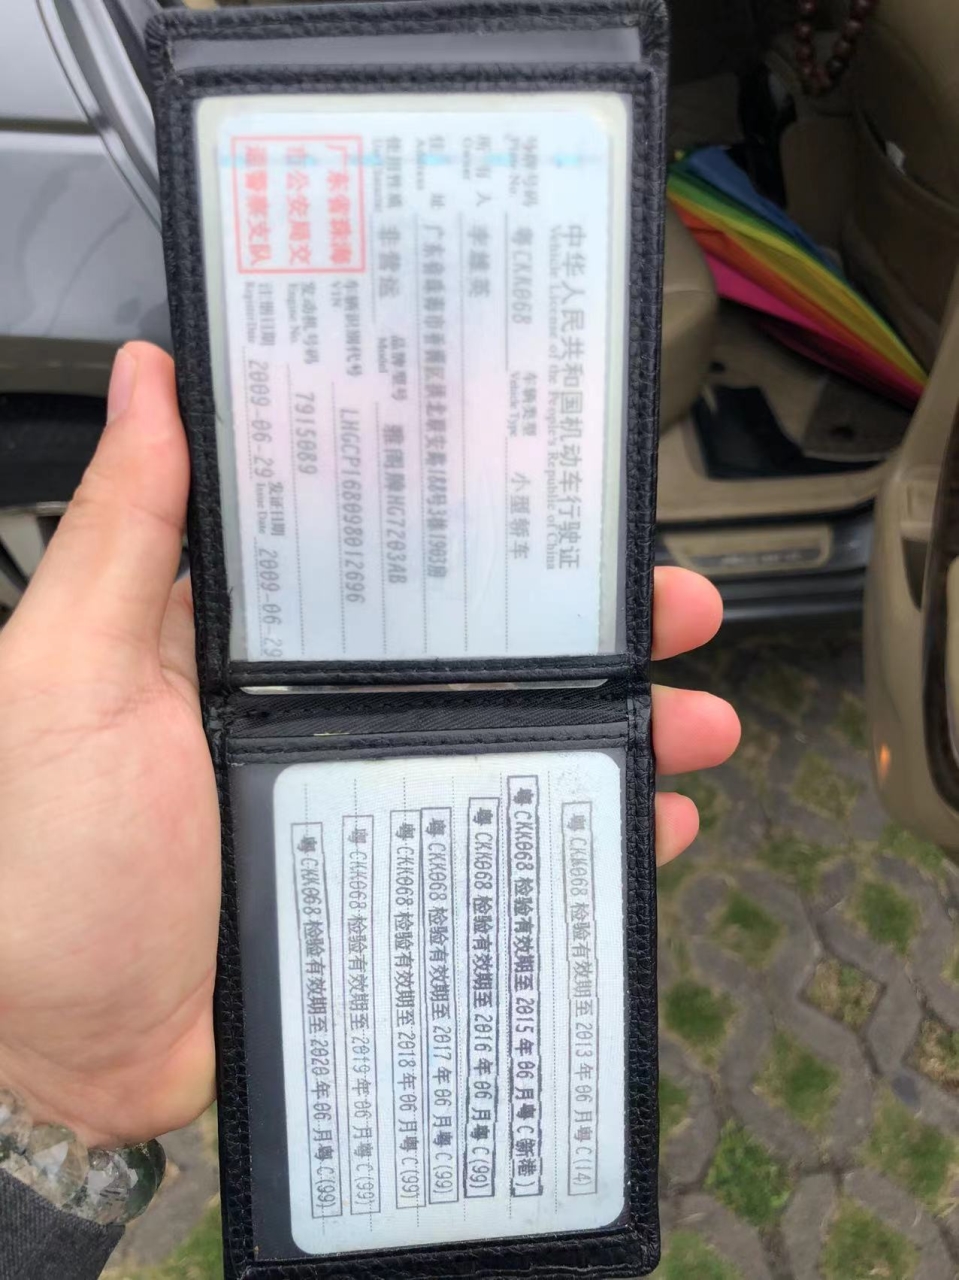 中华人民共和国机动车行驶证
Vehicle License of the People's Republic of China
号牌号码 粤CKK068 车辆类型 小型轿车
Plate No. Vehicle Type
所有人 李雄英
Owner
住址
Address
使用性质 非营运 品牌型号 雅阁牌HG7203AB
Use Character Model
广东省珠海
市公安局交
通警察支队
车辆识别代号 LHGCP168098012696
VIN
发动机号码 7915089
Engine No.
注册日期 2009-06-29 发证日期 2009-06-29
Register Date Issue Date
粤CKK068 检验有效期至 2013年06月粤C(14)
粤CKK068 检验有效期至 2015年06月粤C(新港)
粤CKK068 检验有效期至 2016年06月粤C(99)
粤CKK068 检验有效期至 2017年06月粤C(99)
粤CKK068 检验有效期至 2018年06月粤C(99)
粤CKK068 检验有效期至 2019年06月粤C(99)
粤CKK068 检验有效期至 2020年06月粤C(99)